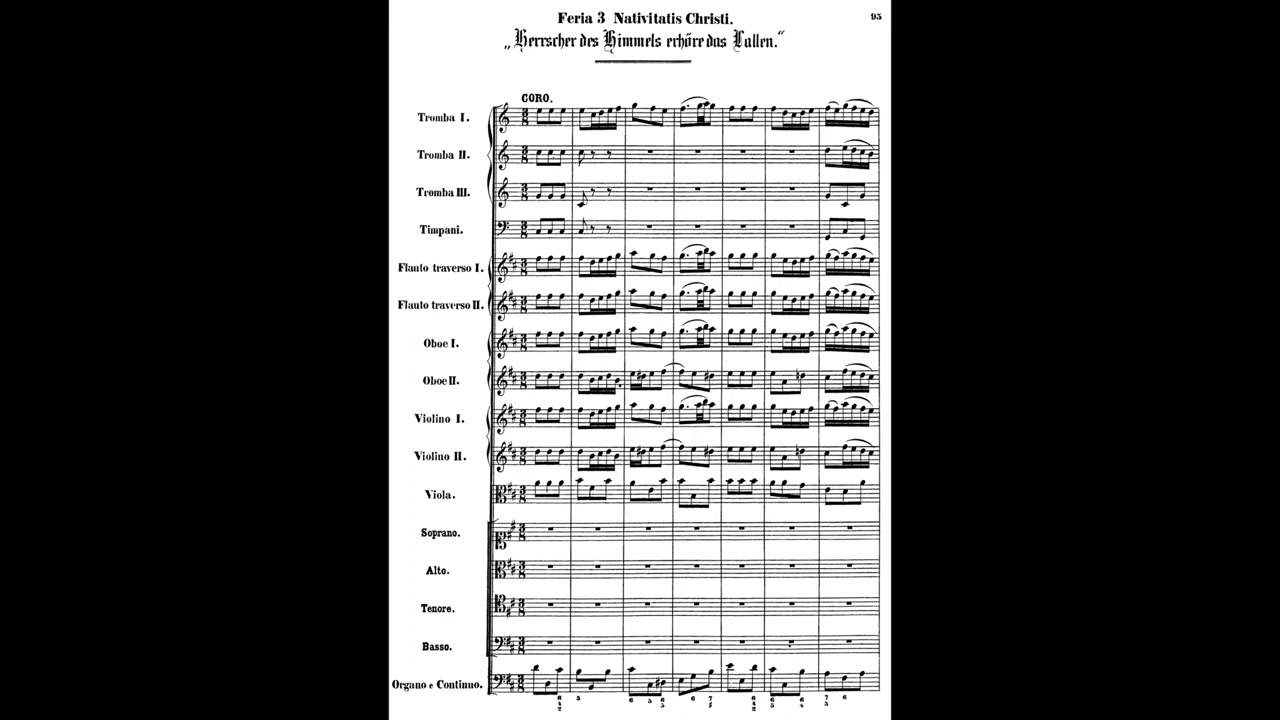 Feria 3 Nativitatis Christi.
95
„Herrscher des Himmels erhöre das Lallen.“
CORO.
Tromba I.
Tromba II.
Tromba III.
Timpani.
Flauto traverso I.
Flauto traverso II.
Oboe I.
Oboe II.
Violino I.
Violino II.
Viola.
Soprano.
Alto.
Tenore.
Basso.
Organo e Continuo.